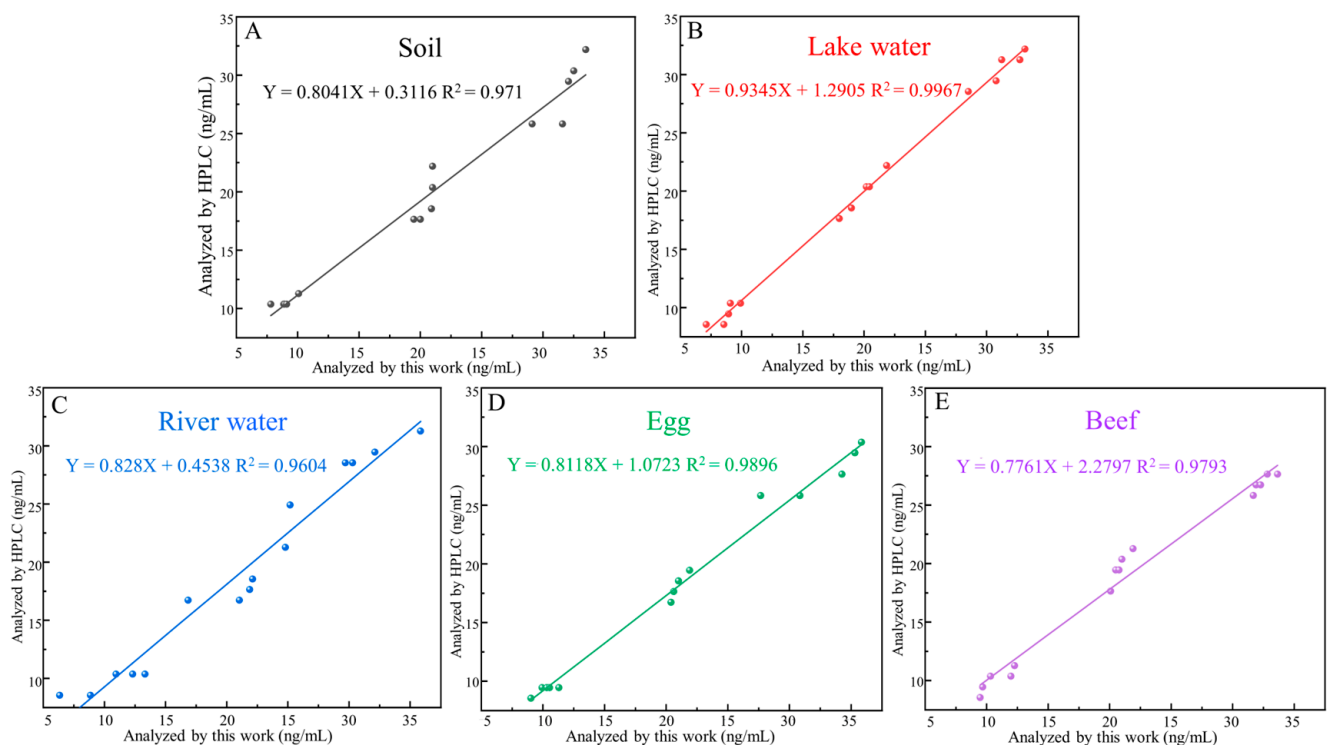 A
Soil
Y = 0.8041X + 0.3116 R² = 0.971
Analyzed by HPLC (ng/mL)
35
30
25
20
15
10
5
10
15
20
25
30
35
Analyzed by this work (ng/mL)
B
Lake water
Y = 0.9345X + 1.2905 R² = 0.9967
Analyzed by HPLC (ng/mL)
35
30
25
20
15
10
5
10
15
20
25
30
35
Analyzed by this work (ng/mL)
C
River water
Y = 0.828X + 0.4538 R² = 0.9604
Analyzed by HPLC (ng/mL)
35
30
25
20
15
10
5
10
15
20
25
30
35
Analyzed by this work (ng/mL)
D
Egg
Y = 0.8118X + 1.0723 R² = 0.9896
Analyzed by HPLC (ng/mL)
35
30
25
20
15
10
5
10
15
20
25
30
35
Analyzed by this work (ng/mL)
E
Beef
Y = 0.7761X + 2.2797 R² = 0.9793
Analyzed by HPLC (ng/mL)
35
30
25
20
15
10
5
10
15
20
25
30
35
Analyzed by this work (ng/mL)